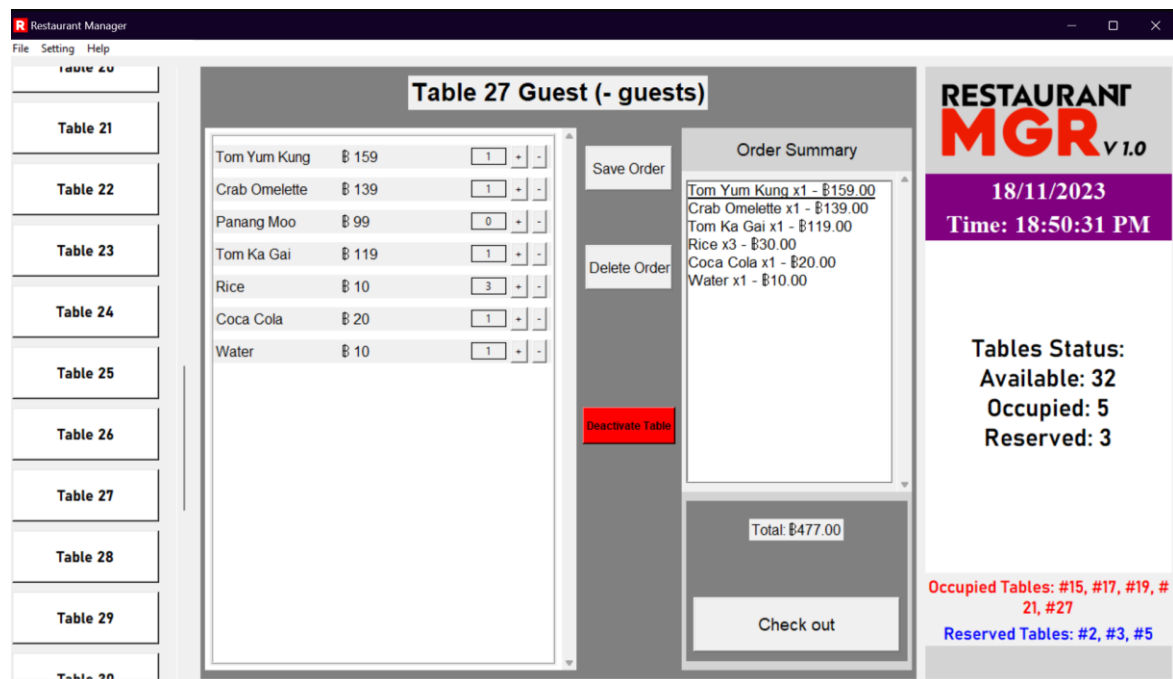 R Restaurant Manager
File Setting Help
Table 20
Table 21
Table 22
Table 23
Table 24
Table 25
Table 26
Table 27
Table 28
Table 29
Table 30
Table 27 Guest (- guests)
Tom Yum Kung ฿ 159 1 + -
Crab Omelette ฿ 139 1 + -
Panang Moo ฿ 99 0 + -
Tom Ka Gai ฿ 119 1 + -
Rice ฿ 10 3 + -
Coca Cola ฿ 20 1 + -
Water ฿ 10 1 + -
Save Order
Delete Order
Deactivate Table
Order Summary
Tom Yum Kung x1 - ฿159.00
Crab Omelette x1 - ฿139.00
Tom Ka Gai x1 - ฿119.00
Rice x3 - ฿30.00
Coca Cola x1 - ฿20.00
Water x1 - ฿10.00
Total: ฿477.00
Check out
RESTAURANT
MGR V 1.0
18/11/2023
Time: 18:50:31 PM
Tables Status:
Available: 32
Occupied: 5
Reserved: 3
Occupied Tables: #15, #17, #19, #
21, #27
Reserved Tables: #2, #3, #5